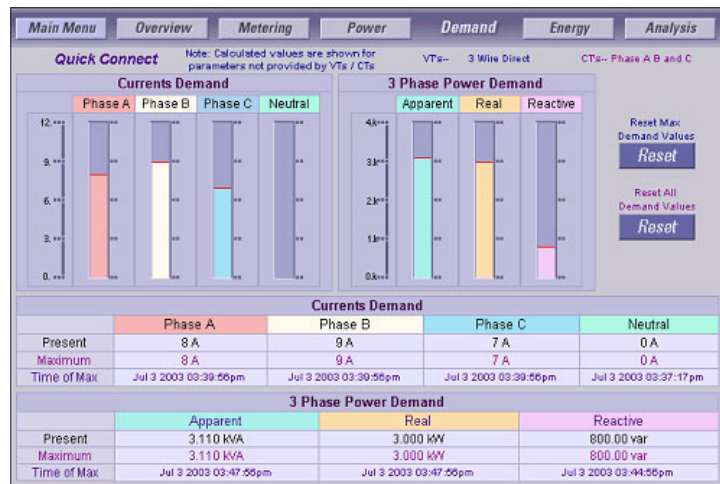 Main Menu Overview Metering Power Demand Energy Analysis
Quick Connect Note: Calculated values are shown for parameters not provided by VTs / CTs VTs-- 3 Wire Direct CTs-- Phase A B and C
Currents Demand 3 Phase Power Demand
Phase A Phase B Phase C Neutral Apparent Real Reactive
12. 4.k
9. 3.k
6. 2.k
3. 1.k
0. 0.k
Reset Max
Demand Values
Reset
Reset All
Demand Values
Reset
Currents Demand
Phase A Phase B Phase C Neutral
Present 8 A 9 A 7 A 0 A
Maximum 8 A 9 A 7 A 0 A
Time of Max Jul 3 2003 03:39:56pm Jul 3 2003 03:39:56pm Jul 3 2003 03:39:56pm Jul 3 2003 03:37:17pm
3 Phase Power Demand
Apparent Real Reactive
Present 3.110 kVA 3.000 kW 800.00 var
Maximum 3.110 kVA 3.000 kW 800.00 var
Time of Max Jul 3 2003 03:47:56pm Jul 3 2003 03:47:56pm Jul 3 2003 03:44:56pm